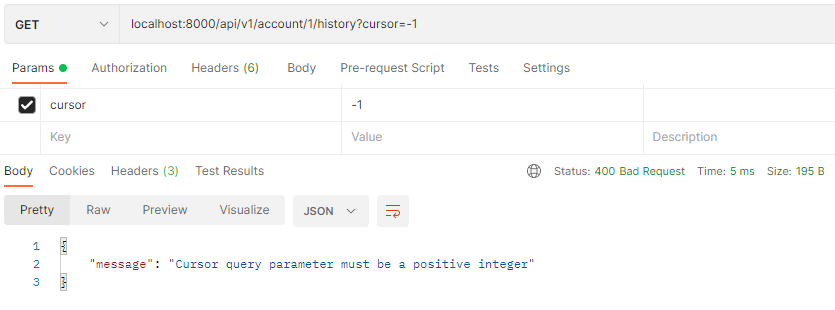 GET localhost:8000/api/v1/account/1/history?cursor=-1
Params Authorization Headers (6) Body Pre-request Script Tests Settings
cursor -1
Key Value Description
Body Cookies Headers (3) Test Results Status: 400 Bad Request Time: 5 ms Size: 195 B
Pretty Raw Preview Visualize JSON
1 {
2 "message": "Cursor query parameter must be a positive integer"
3 }